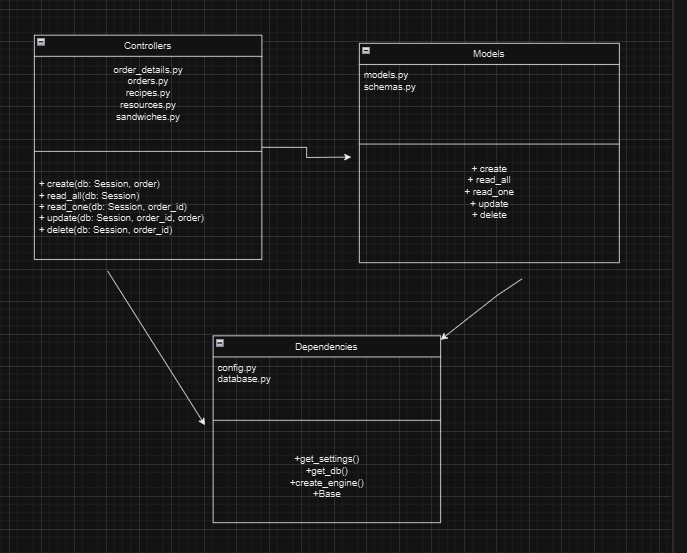 Controllers
order_details.py
orders.py
recipes.py
resources.py
sandwiches.py
+ create(db: Session, order)
+ read_all(db: Session)
+ read_one(db: Session, order_id)
+ update(db: Session, order_id, order)
+ delete(db: Session, order_id)
Models
models.py
schemas.py
+ create
+ read_all
+ read_one
+ update
+ delete
Dependencies
config.py
database.py
+get_settings()
+get_db()
+create_engine()
+Base